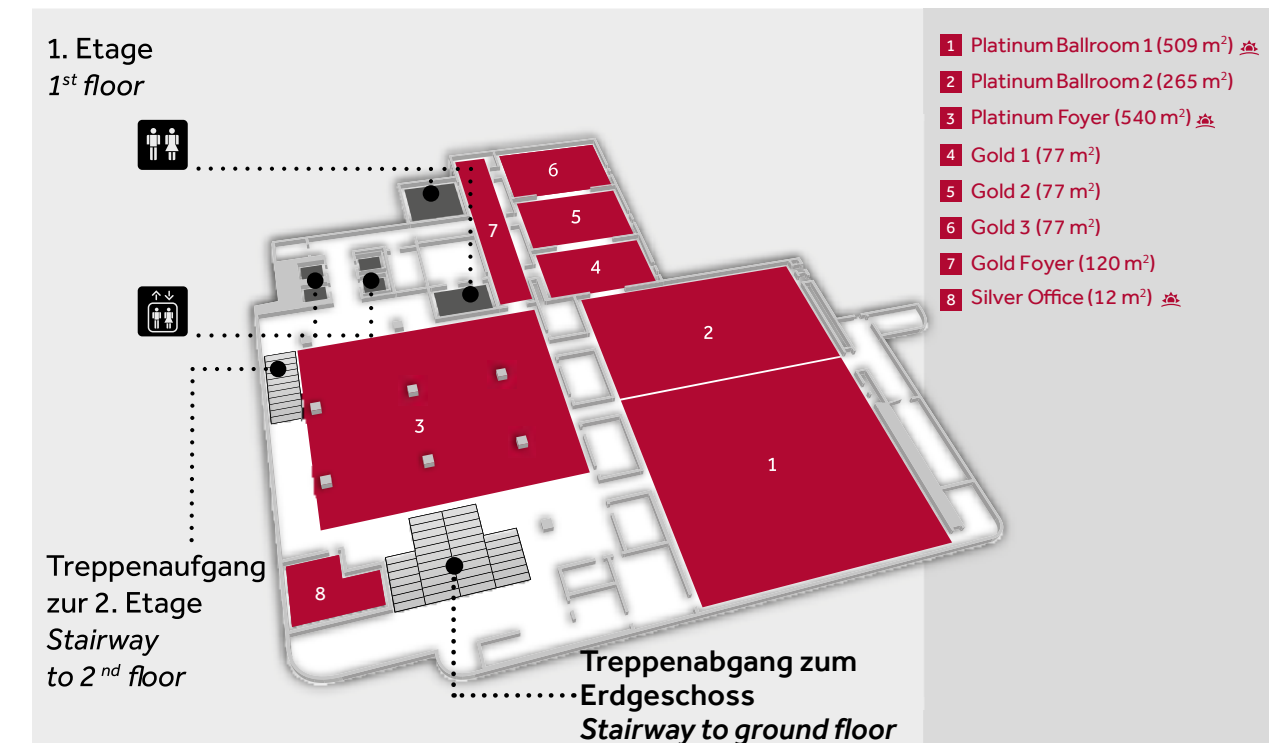 1. Etage
1st floor
1 Platinum Ballroom 1 (509 m²)
2 Platinum Ballroom 2 (265 m²)
3 Platinum Foyer (540 m²)
4 Gold 1 (77 m²)
5 Gold 2 (77 m²)
6 Gold 3 (77 m²)
7 Gold Foyer (120 m²)
8 Silver Office (12 m²)
6
5
7
4
2
3
1
8
Treppenaufgang
zur 2. Etage
Stairway
to 2nd floor
Treppenabgang zum
Erdgeschoss
Stairway to ground floor